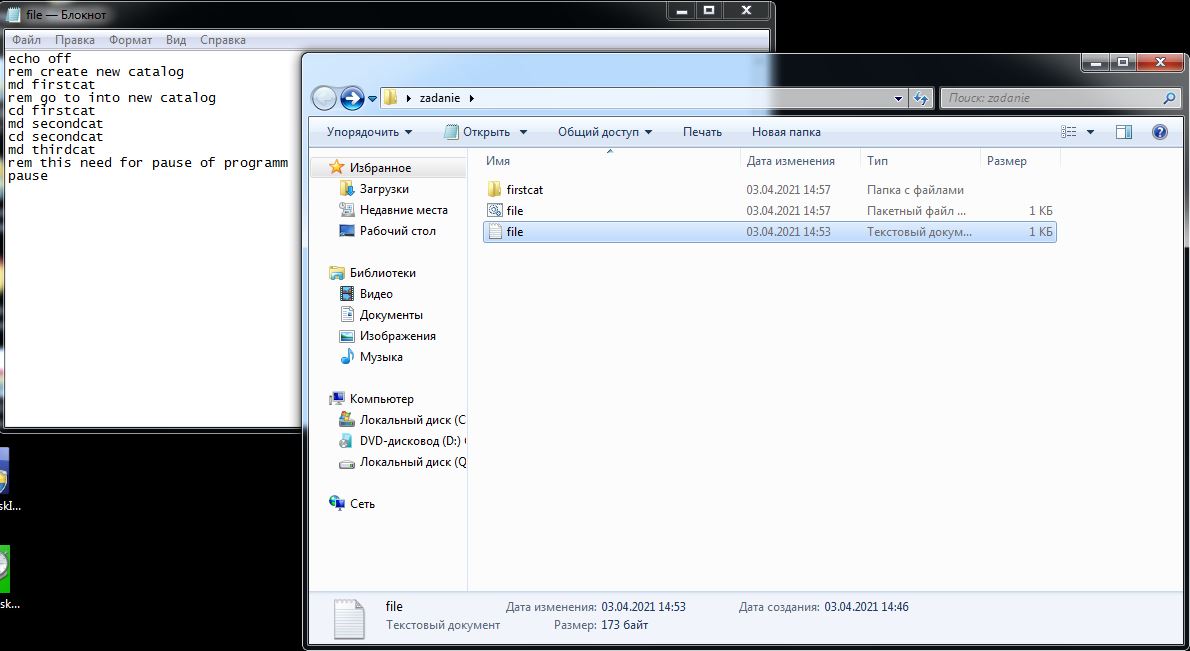 file — Блокнот
Файл Правка Формат Вид Справка
echo off
rem create new catalog
md firstcat
rem go to into new catalog
cd firstcat
md secondcat
cd secondcat
md thirdcat
rem this need for pause of programm
pause
zadanie
Поиск: zadanie
Упорядочить Открыть Общий доступ Печать Новая папка
Имя Дата изменения Тип Размер
firstcat 03.04.2021 14:57 Папка с файлами
file 03.04.2021 14:57 Пакетный файл ... 1 КБ
file 03.04.2021 14:53 Текстовый докум... 1 КБ
Избранное
Загрузки
Недавние места
Рабочий стол
Библиотеки
Видео
Документы
Изображения
Музыка
Компьютер
Локальный диск (C
DVD-дисковод (D:)
Локальный диск (Q
Сеть
file Дата изменения: 03.04.2021 14:53 Дата создания: 03.04.2021 14:46
Текстовый документ Размер: 173 байт
skI...
sk...